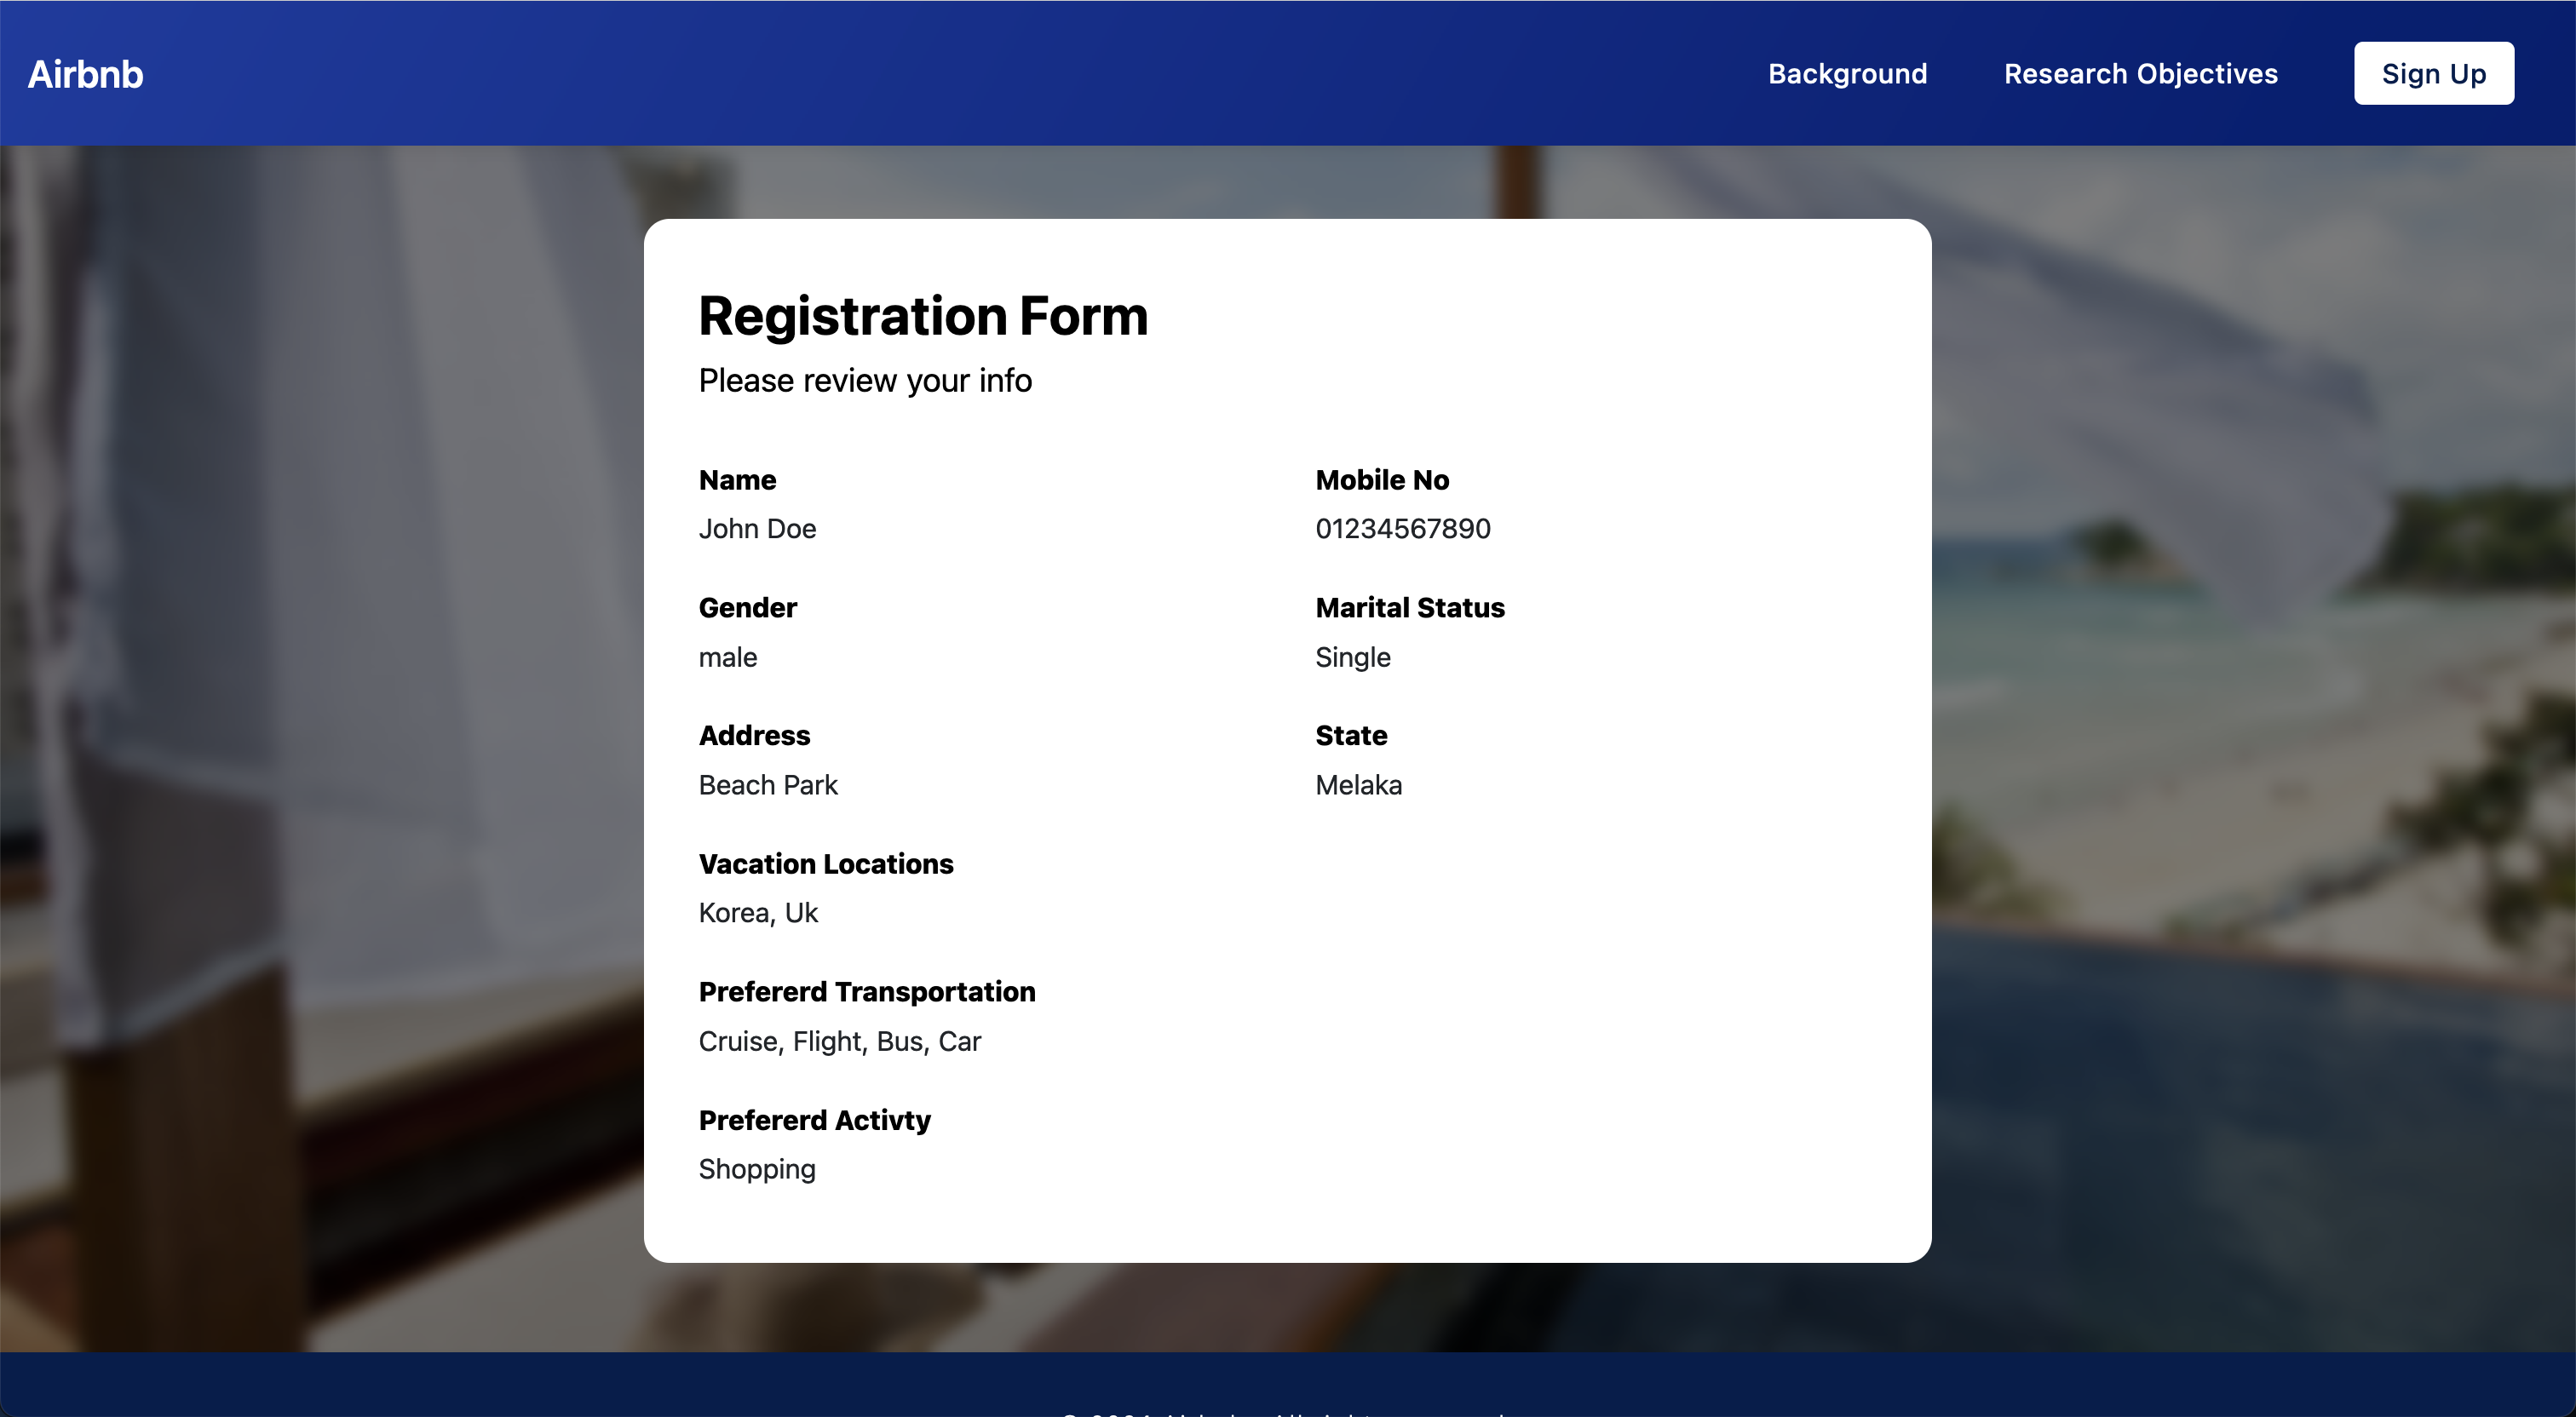 Airbnb
Background
Research Objectives
Sign Up
Registration Form
Please review your info
Name
John Doe
Mobile No
01234567890
Gender
male
Marital Status
Single
Address
Beach Park
State
Melaka
Vacation Locations
Korea, Uk
Prefererd Transportation
Cruise, Flight, Bus, Car
Prefererd Activty
Shopping